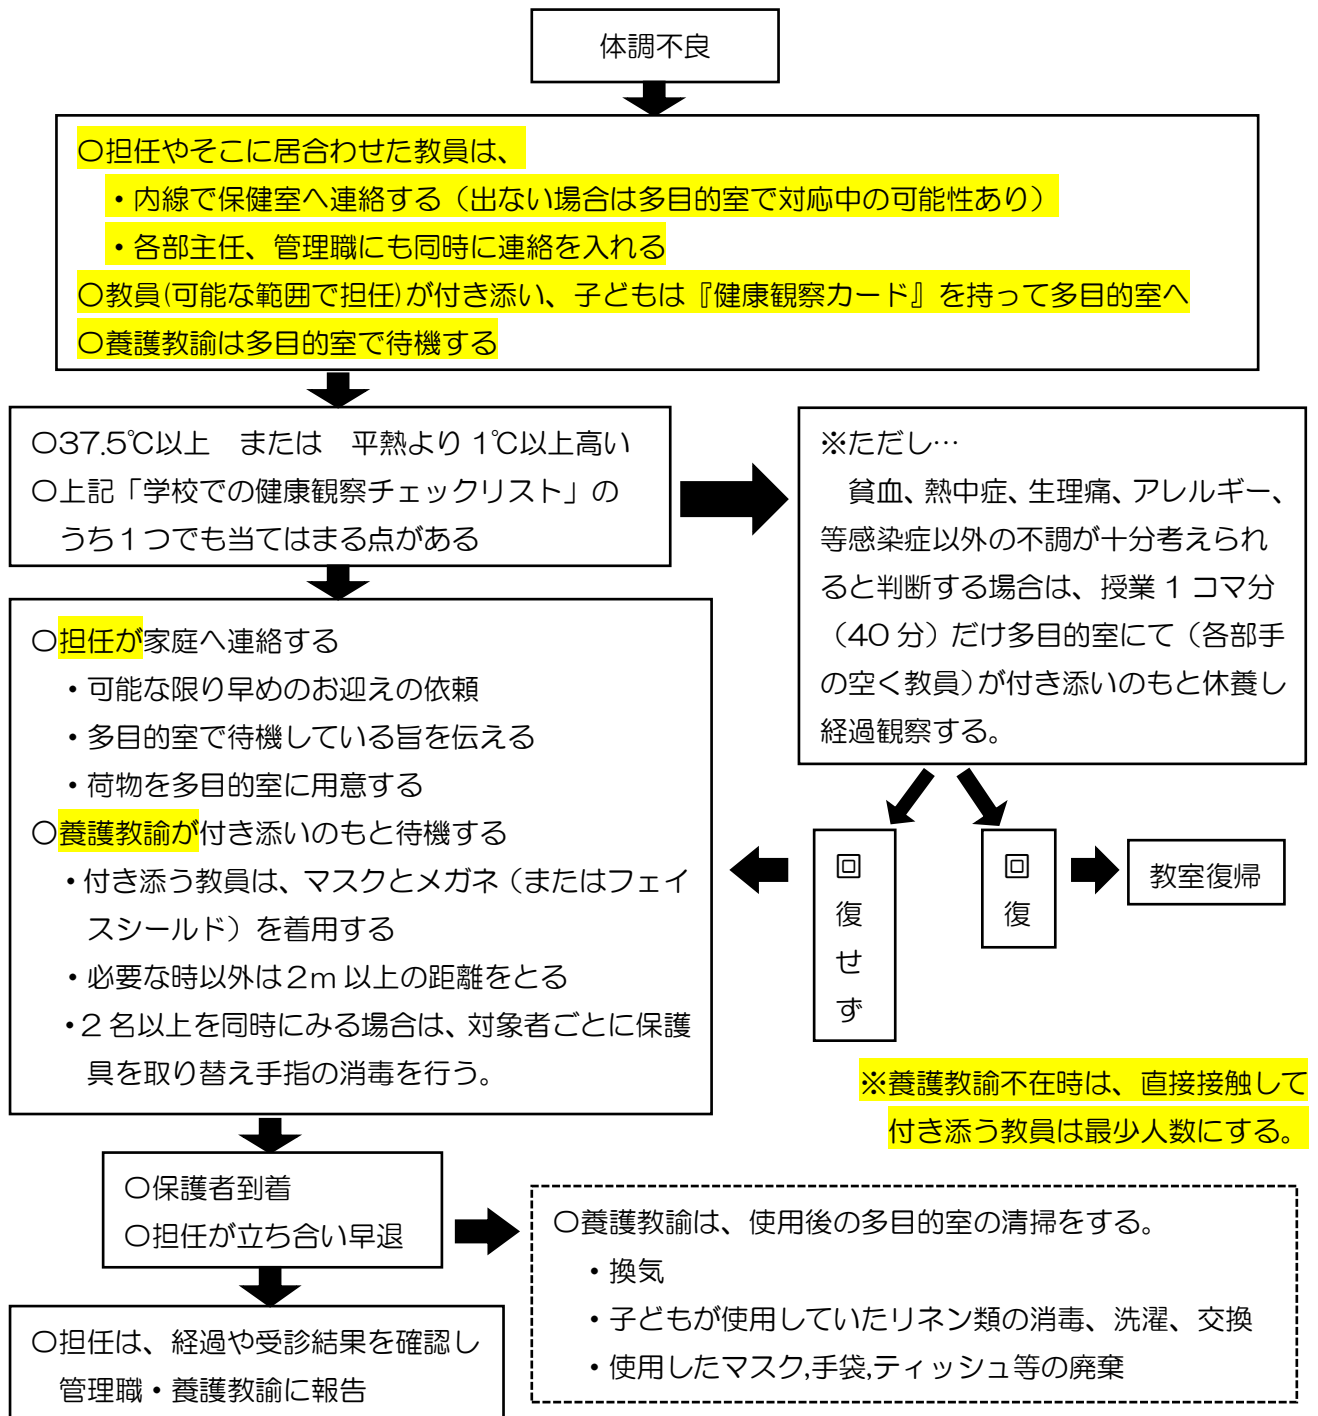 体調不良
〇担任やそこに居合わせた教員は、
・内線で保健室へ連絡する（出ない場合は多目的室で対応中の可能性あり）
・各部主任、管理職にも同時に連絡を入れる
〇教員(可能な範囲で担任)が付き添い、子どもは『健康観察カード』を持って多目的室へ
〇養護教諭は多目的室で待機する
〇37.5℃以上　または　平熱より1℃以上高い
〇上記「学校での健康観察チェックリスト」の
うち1つでも当てはまる点がある
※ただし…
貧血、熱中症、生理痛、アレルギー、
等感染症以外の不調が十分考えられ
ると判断する場合は、授業1コマ分
（40分）だけ多目的室にて（各部手
の空く教員）が付き添いのもと休養し
経過観察する。
〇担任が家庭へ連絡する
・可能な限り早めのお迎えの依頼
・多目的室で待機している旨を伝える
・荷物を多目的室に用意する
〇養護教諭が付き添いのもと待機する
・付き添う教員は、マスクとメガネ（またはフェイ
スシールド）を着用する
・必要な時以外は2m以上の距離をとる
・2名以上を同時にみる場合は、対象者ごとに保護
具を取り替え手指の消毒を行う。
回
復
せ
ず
回
復
教室復帰
※養護教諭不在時は、直接接触して
付き添う教員は最少人数にする。
〇保護者到着
〇担任が立ち合い早退
〇養護教諭は、使用後の多目的室の清掃をする。
・換気
・子どもが使用していたリネン類の消毒、洗濯、交換
・使用したマスク,手袋,ティッシュ等の廃棄
〇担任は、経過や受診結果を確認し
管理職・養護教諭に報告